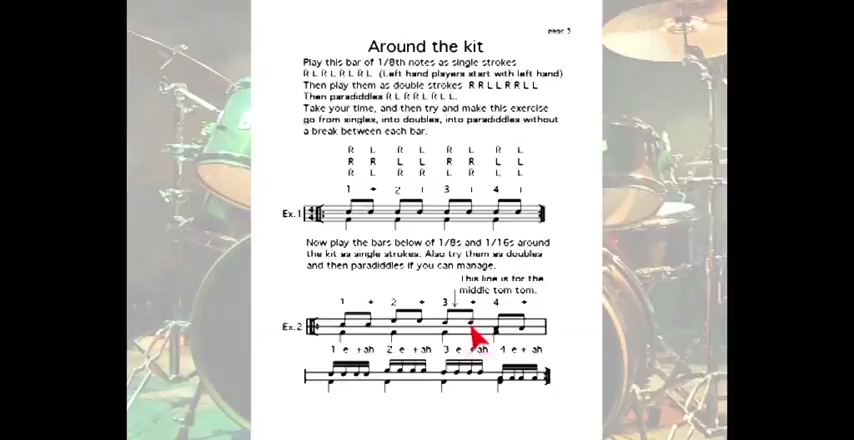 page 3
Around the kit
Play this bar of 1/8th notes as single strokes
R L R L R L R L (Left hand players start with left hand)
Then play them as double strokes R R L L R R L L
Then paradiddles R L R R L R L L.
Take your time, and then try and make this exercise
go from singles, into doubles, into paradiddles without
a break between each bar.
R L R L R L R L
R R L L R R L L
R L R R L R L L
1 + 2 + 3 + 4 +
Ex.1
Now play the bars below of 1/8s and 1/16s around
the kit as single strokes. Also try them as doubles
and then paradiddles if you can manage.
This line is for the
middle tom tom.
1 + 2 + 3 + 4 +
Ex.2
1 e + ah 2 e + ah 3 e + ah 4 e + ah